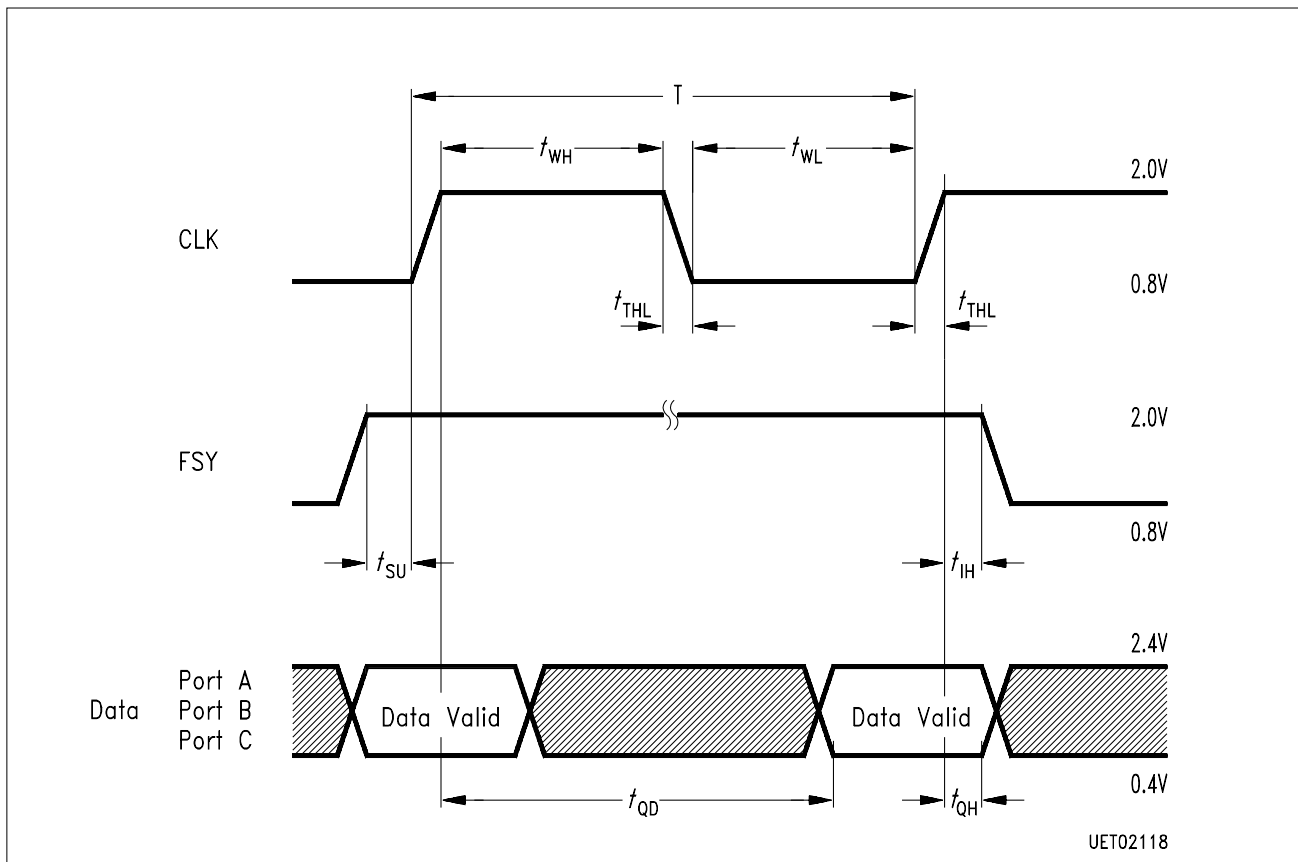 T
tWH
tWL
2.0V
CLK
0.8V
tTHL
tTHL
2.0V
FSY
0.8V
tSU
tIH
2.4V
Port A
Data Port B Data Valid Data Valid
Port C
0.4V
tQD
tQH
UET02118